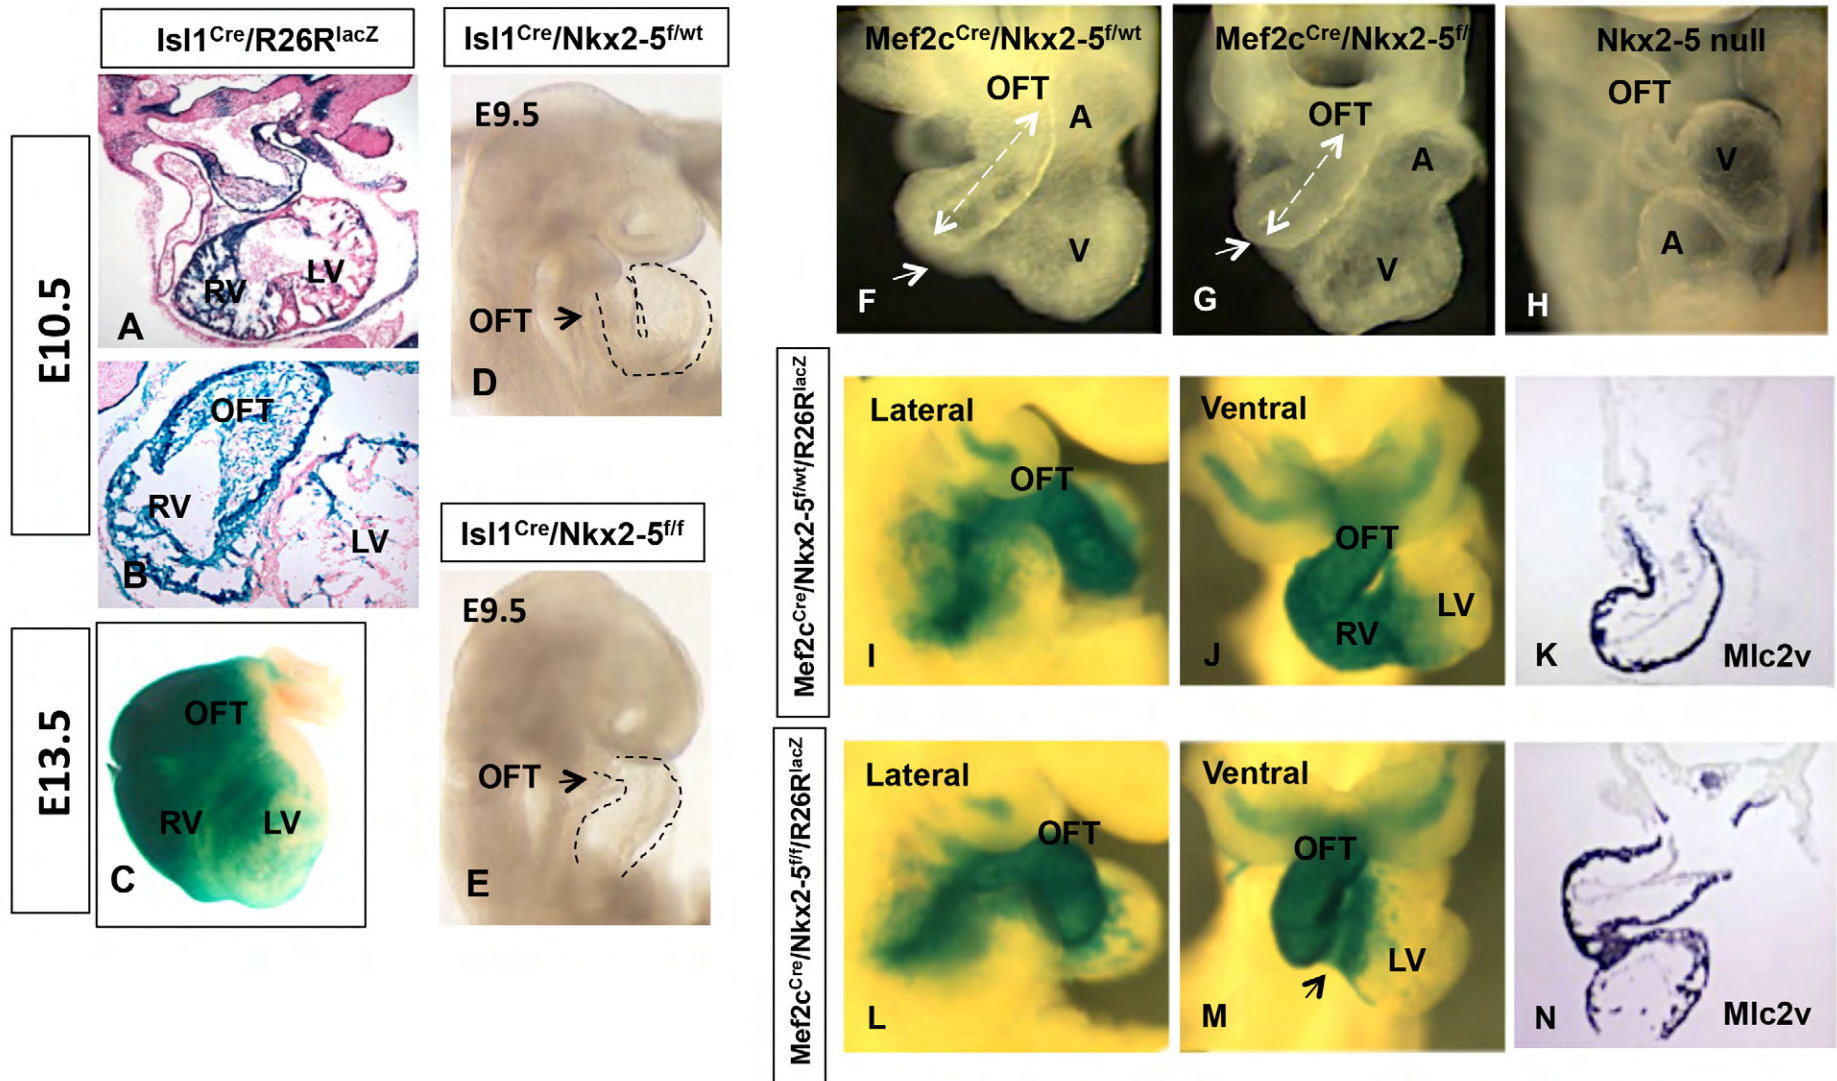 Isl1Cre/R26RlacZ
E10.5
RV
LV
A
OFT
RV
LV
B
E13.5
OFT
RV
LV
C
Isl1Cre/Nkx2-5f/wt
E9.5
OFT
D
Isl1Cre/Nkx2-5f/f
E9.5
OFT
E
Mef2cCre/Nkx2-5f/wt
OFT
A
V
F
Mef2cCre/Nkx2-5f/f
OFT
A
V
G
Nkx2-5 null
OFT
V
A
H
Mef2cCre/Nkx2-5f/wt/R26RlacZ
Lateral
OFT
I
Ventral
OFT
LV
RV
J
K
Mlc2v
Mef2cCre/Nkx2-5f/f/R26RlacZ
Lateral
OFT
L
Ventral
OFT
LV
M
N
Mlc2v